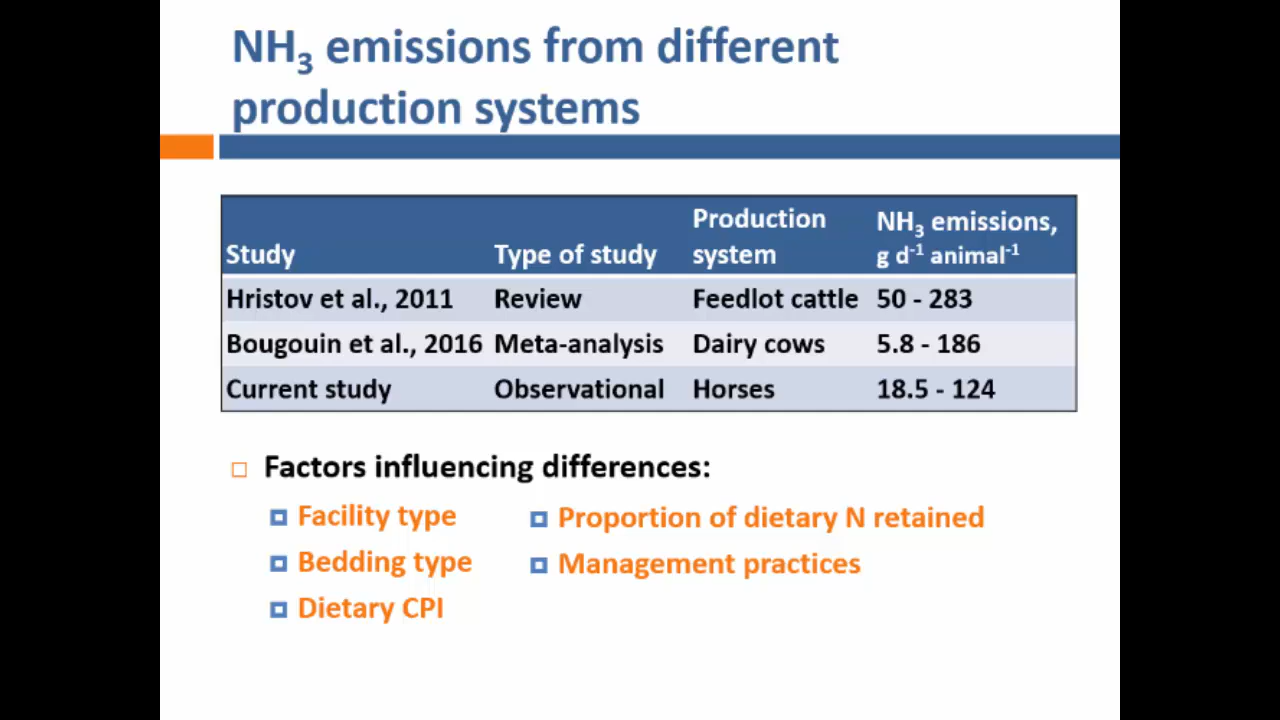 NH₃ emissions from different
production systems
Study Type of study Production system NH₃ emissions, g d⁻¹ animal⁻¹
Hristov et al., 2011 Review Feedlot cattle 50 - 283
Bougouin et al., 2016 Meta-analysis Dairy cows 5.8 - 186
Current study Observational Horses 18.5 - 124
Factors influencing differences:
Facility type
Bedding type
Dietary CPI
Proportion of dietary N retained
Management practices